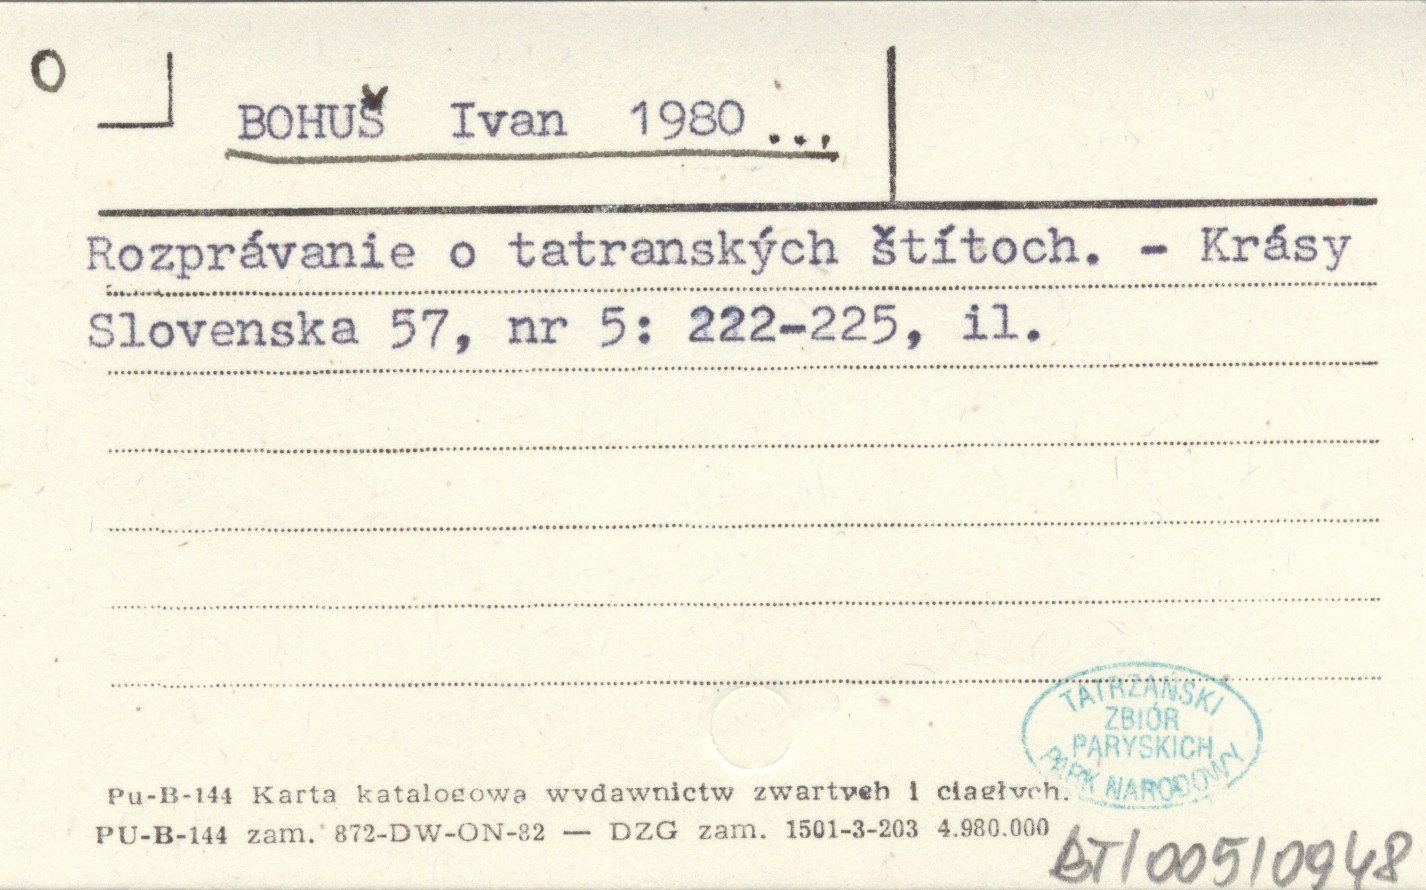 O
BOHUŠ Ivan 1980 ...
Rozprávanie o tatranských štítoch. - Krásy
Slovenska 57, nr 5: 222-225, il.
TATRZAŃSKI
ZBIÓR
PARYSKICH
PARK NARODOWY
Pu-B-144 Karta katalogowa wydawnictw zwartych i ciągłych.
PU-B-144 zam. 872-DW-ON-82 — DZG zam. 1501-3-203 4.980.000
BT/005/0948